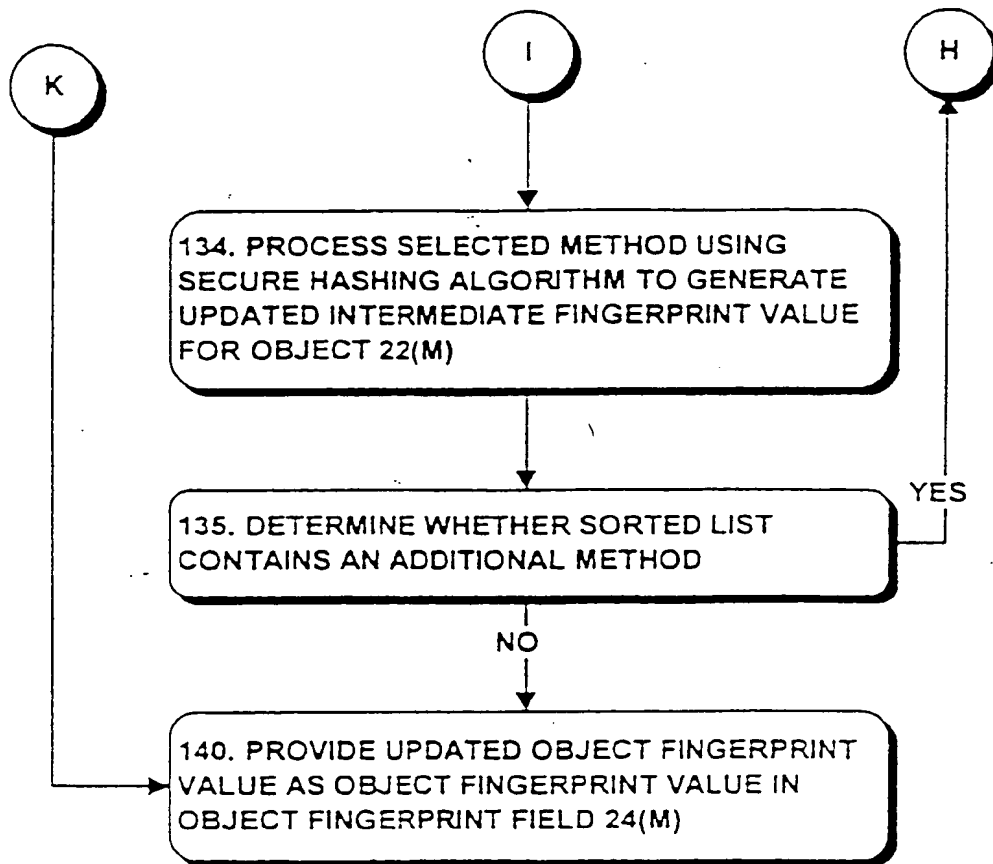 K
I
H
134. PROCESS SELECTED METHOD USING
SECURE HASHING ALGORITHM TO GENERATE
UPDATED INTERMEDIATE FINGERPRINT VALUE
FOR OBJECT 22(M)
YES
135. DETERMINE WHETHER SORTED LIST
CONTAINS AN ADDITIONAL METHOD
NO
140. PROVIDE UPDATED OBJECT FINGERPRINT
VALUE AS OBJECT FINGERPRINT VALUE IN
OBJECT FINGERPRINT FIELD 24(M)